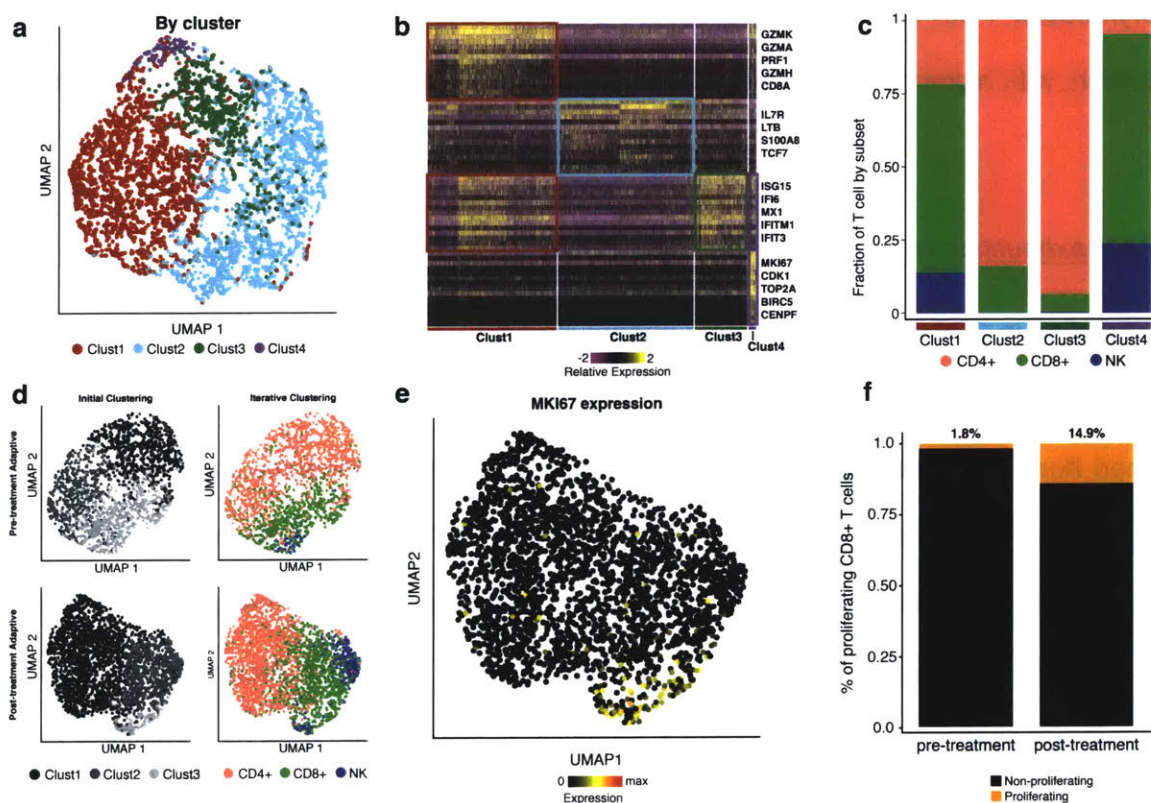 a
By cluster
UMAP 2
UMAP 1
Clust1 Clust2 Clust3 Clust4
b
GZMK
GZMA
PRF1
GZMH
CD8A
IL7R
LTB
S100A8
TCF7
ISG15
IFI6
MX1
IFITM1
IFIT3
MKI67
CDK1
TOP2A
BIRC5
CENPF
Clust1 Clust2 Clust3 Clust4
-2 2
Relative Expression
c
Fraction of T cell by subset
1
0.75
0.50
0.25
0
Clust1 Clust2 Clust3 Clust4
CD4+ CD8+ NK
d
Initial Clustering Iterative Clustering
Pre-treatment Adaptive
UMAP 2 UMAP 2
UMAP 1 UMAP 1
Post-treatment Adaptive
UMAP 2 UMAP 2
UMAP 1 UMAP 1
Clust1 Clust2 Clust3 CD4+ CD8+ NK
e
MKI67 expression
UMAP2
UMAP1
0 max
Expression
f
1.8% 14.9%
% of proliferating CD8+ T cells
1.0
0.75
0.50
0.25
0.0
pre-treatment post-treatment
Non-proliferating
Proliferating